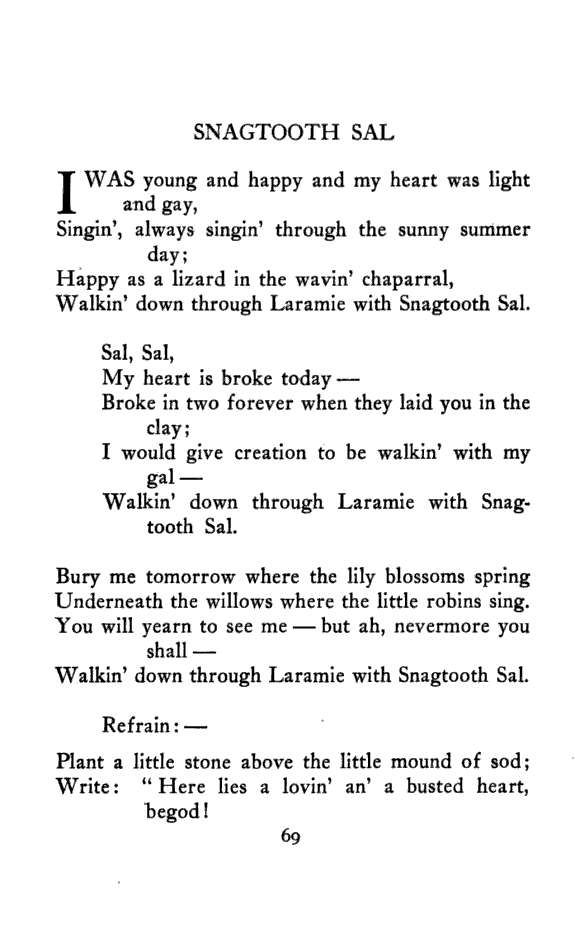 SNAGTOOTH SAL
I WAS young and happy and my heart was light
and gay,
Singin', always singin' through the sunny summer
day;
Happy as a lizard in the wavin' chaparral,
Walkin' down through Laramie with Snagtooth Sal.
Sal, Sal,
My heart is broke today —
Broke in two forever when they laid you in the
clay;
I would give creation to be walkin' with my
gal —
Walkin' down through Laramie with Snag-
tooth Sal.
Bury me tomorrow where the lily blossoms spring
Underneath the willows where the little robins sing.
You will yearn to see me — but ah, nevermore you
shall —
Walkin' down through Laramie with Snagtooth Sal.
Refrain: —
Plant a little stone above the little mound of sod;
Write: " Here lies a lovin' an' a busted heart,
begod!
69